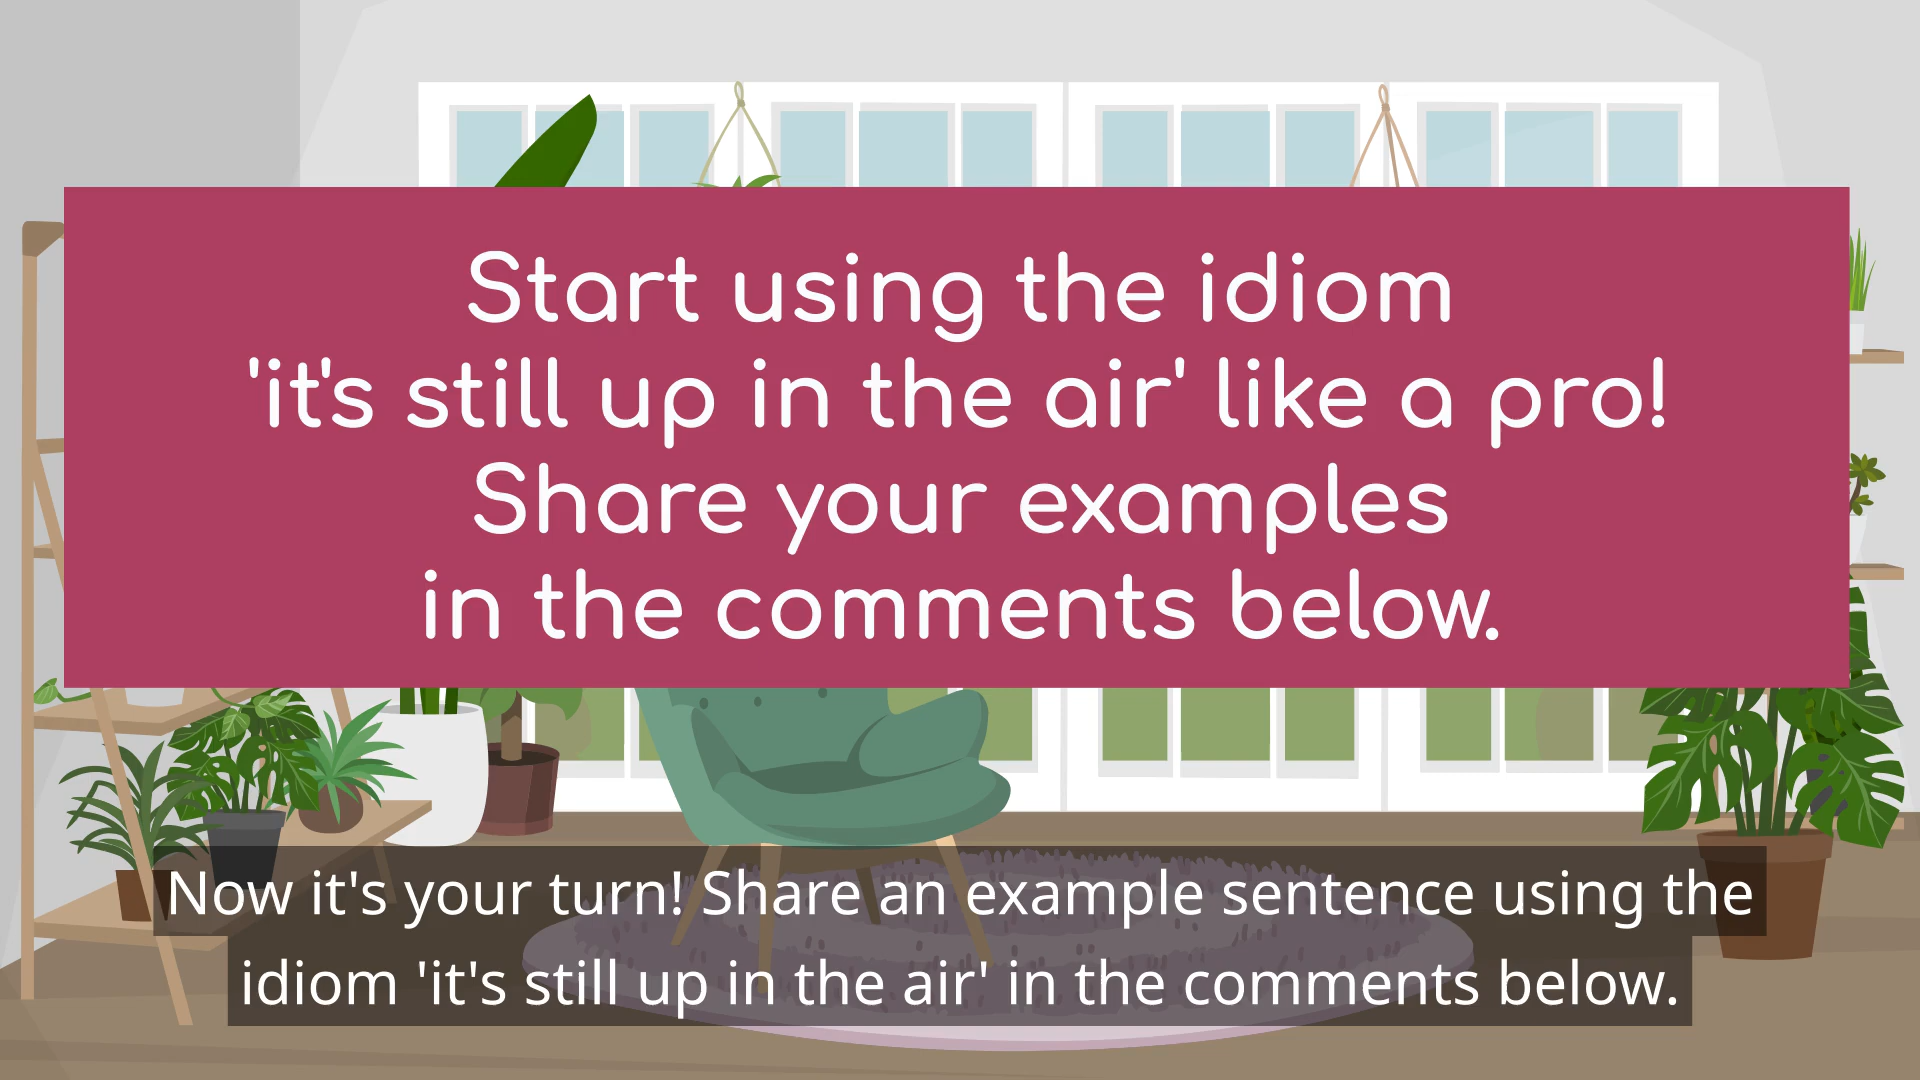 Start using the idiom
'it's still up in the air' like a pro!
Share your examples
in the comments below.
Now it's your turn! Share an example sentence using the
idiom 'it's still up in the air' in the comments below.